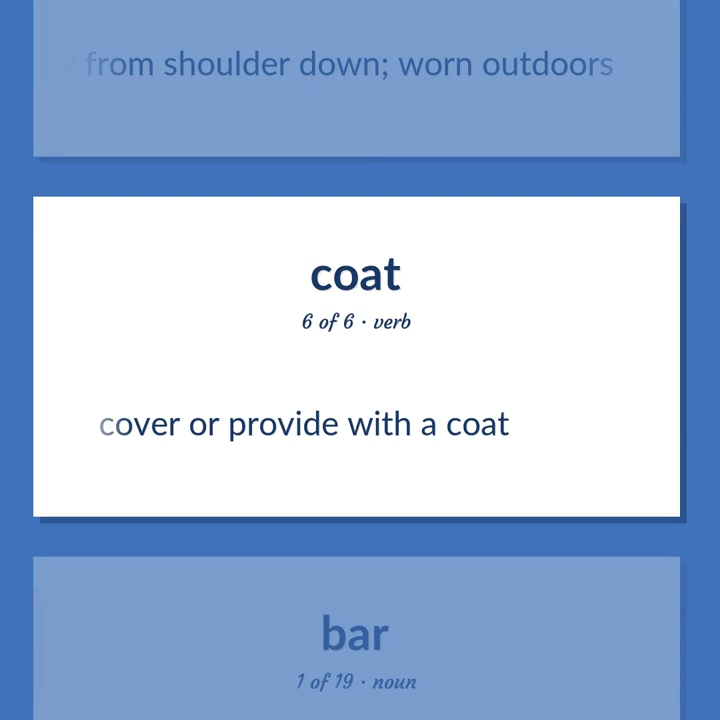 from shoulder down; worn outdoors
coat
6 of 6 · verb
cover or provide with a coat
bar
1 of 19 · noun